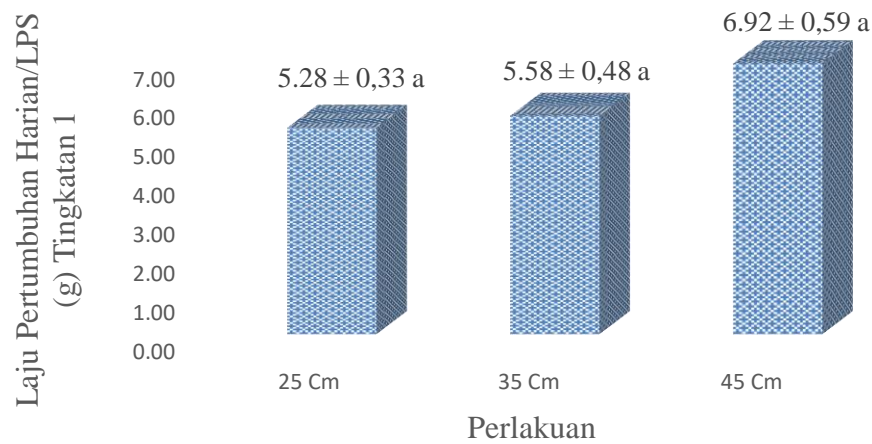 Laju Pertumbuhan Harian/LPS
(g) Tingkatan 1
7.00
6.00
5.00
4.00
3.00
2.00
1.00
0.00
5.28 ± 0,33 a
5.58 ± 0,48 a
6.92 ± 0,59 a
25 Cm
35 Cm
45 Cm
Perlakuan